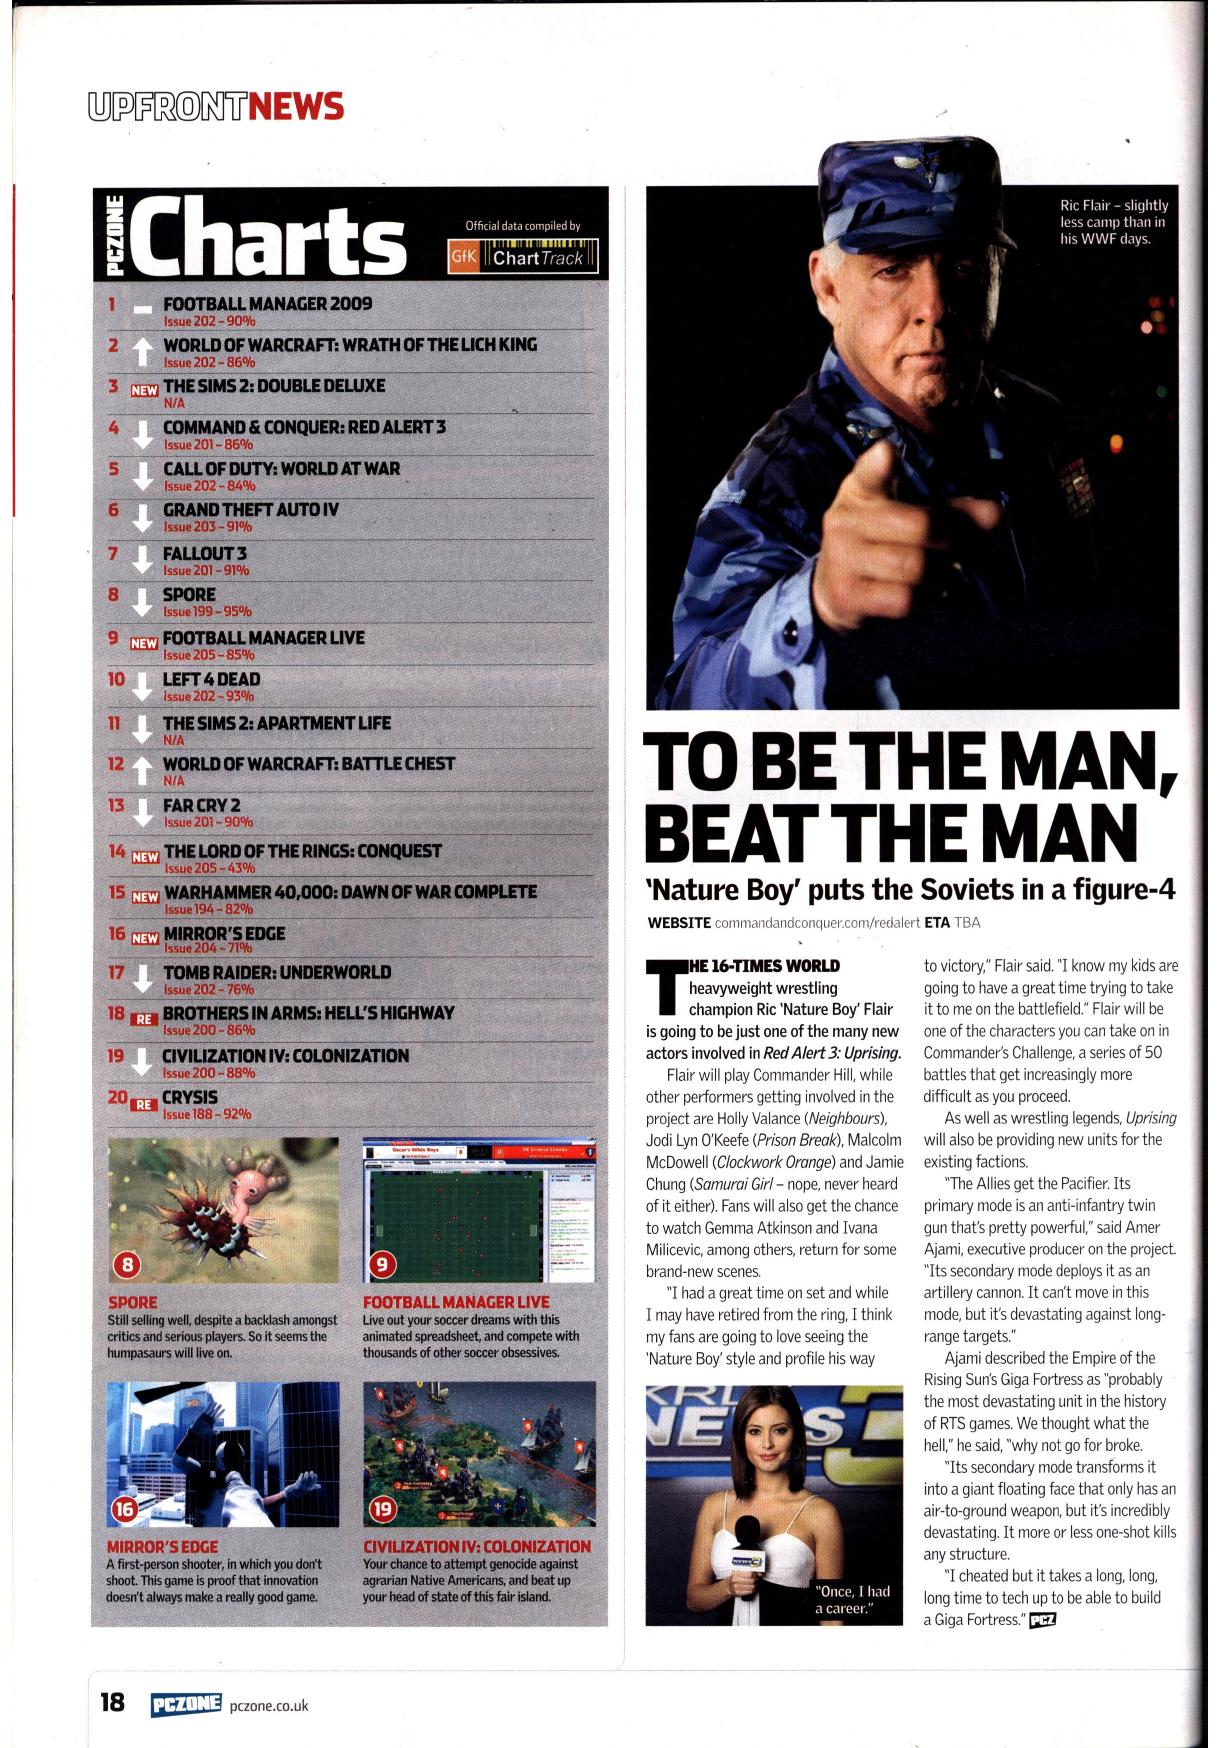 UPFRONTNEWS
PCZONE Charts
Official data compiled by
GfK ChartTrack
1 FOOTBALL MANAGER 2009
Issue 202 – 90%
2 WORLD OF WARCRAFT: WRATH OF THE LICH KING
Issue 202 – 86%
3 NEW THE SIMS 2: DOUBLE DELUXE
N/A
4 COMMAND & CONQUER: RED ALERT 3
Issue 201 – 86%
5 CALL OF DUTY: WORLD AT WAR
Issue 202 – 84%
6 GRAND THEFT AUTO IV
Issue 203 – 91%
7 FALLOUT 3
Issue 201 – 91%
8 SPORE
Issue 199 – 95%
9 NEW FOOTBALL MANAGER LIVE
Issue 205 – 85%
10 LEFT 4 DEAD
Issue 202 – 93%
11 THE SIMS 2: APARTMENT LIFE
N/A
12 WORLD OF WARCRAFT: BATTLE CHEST
N/A
13 FAR CRY 2
Issue 201 – 90%
14 NEW THE LORD OF THE RINGS: CONQUEST
Issue 205 – 43%
15 NEW WARHAMMER 40,000: DAWN OF WAR COMPLETE
Issue 194 – 82%
16 NEW MIRROR'S EDGE
Issue 204 – 71%
17 TOMB RAIDER: UNDERWORLD
Issue 202 – 76%
18 RE BROTHERS IN ARMS: HELL'S HIGHWAY
Issue 200 – 86%
19 CIVILIZATION IV: COLONIZATION
Issue 200 – 88%
20 RE CRYSIS
Issue 188 – 92%
8
SPORE
Still selling well, despite a backlash amongst
critics and serious players. So it seems the
humpasaurs will live on.
Oscar's White Boys
9
FOOTBALL MANAGER LIVE
Live out your soccer dreams with this
animated spreadsheet, and compete with
thousands of other soccer obsessives.
16
MIRROR'S EDGE
A first-person shooter, in which you don't
shoot. This game is proof that innovation
doesn't always make a really good game.
19
CIVILIZATION IV: COLONIZATION
Your chance to attempt genocide against
agrarian Native Americans, and beat up
your head of state of this fair island.
Ric Flair – slightly
less camp than in
his WWF days.
TO BE THE MAN,
BEAT THE MAN
'Nature Boy' puts the Soviets in a figure-4
WEBSITE commandandconquer.com/redalert ETA TBA
THE 16-TIMES WORLD
heavyweight wrestling
champion Ric 'Nature Boy' Flair
is going to be just one of the many new
actors involved in Red Alert 3: Uprising.
Flair will play Commander Hill, while
other performers getting involved in the
project are Holly Valance (Neighbours),
Jodi Lyn O'Keefe (Prison Break), Malcolm
McDowell (Clockwork Orange) and Jamie
Chung (Samurai Girl – nope, never heard
of it either). Fans will also get the chance
to watch Gemma Atkinson and Ivana
Milicevic, among others, return for some
brand-new scenes.
"I had a great time on set and while
I may have retired from the ring, I think
my fans are going to love seeing the
'Nature Boy' style and profile his way
KRL
NEWS 3
NEWS 3
"Once, I had
a career."
to victory," Flair said. "I know my kids are
going to have a great time trying to take
it to me on the battlefield." Flair will be
one of the characters you can take on in
Commander's Challenge, a series of 50
battles that get increasingly more
difficult as you proceed.
As well as wrestling legends, Uprising
will also be providing new units for the
existing factions.
"The Allies get the Pacifier. Its
primary mode is an anti-infantry twin
gun that's pretty powerful," said Amer
Ajami, executive producer on the project.
"Its secondary mode deploys it as an
artillery cannon. It can't move in this
mode, but it's devastating against long-
range targets."
Ajami described the Empire of the
Rising Sun's Giga Fortress as "probably
the most devastating unit in the history
of RTS games. We thought what the
hell," he said, "why not go for broke.
"Its secondary mode transforms it
into a giant floating face that only has an
air-to-ground weapon, but it's incredibly
devastating. It more or less one-shot kills
any structure.
"I cheated but it takes a long, long,
long time to tech up to be able to build
a Giga Fortress." PCZ
18 PCZONE pczone.co.uk